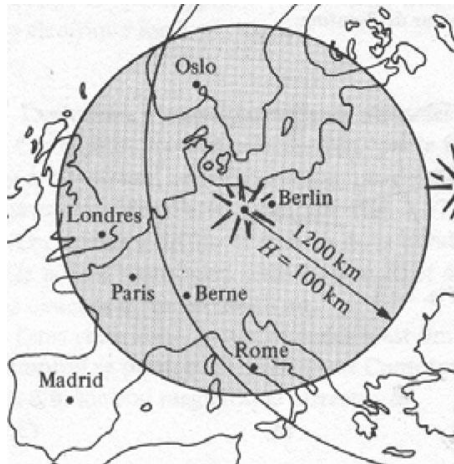 Oslo
Berlin
Londres
1200 km
H = 100 km
Paris
Berne
Rome
Madrid